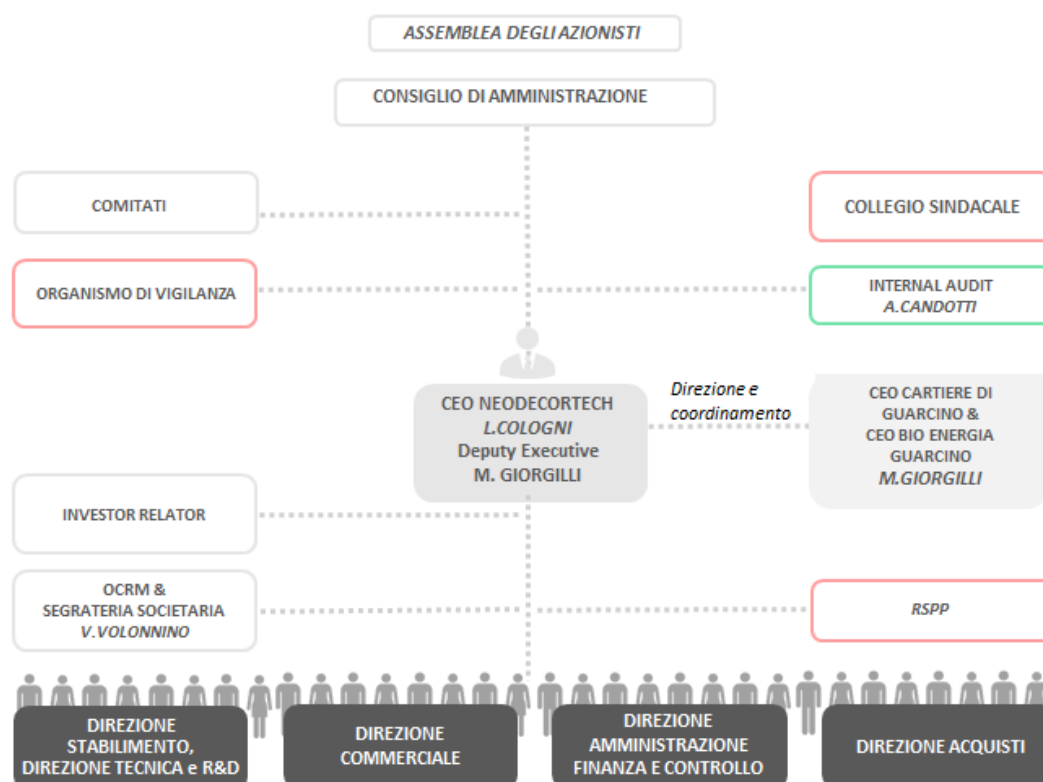 ASSEMBLEA DEGLI AZIONISTI
CONSIGLIO DI AMMINISTRAZIONE
COMITATI
COLLEGIO SINDACALE
ORGANISMO DI VIGILANZA
INTERNAL AUDIT
A.CANDOTTI
CEO NEODECORTECH
L.COLOGNI
Deputy Executive
M. GIORGILLI
Direzione e
coordinamento
CEO CARTIERE DI
GUARCINO &
CEO BIO ENERGIA
GUARCINO
M.GIORGILLI
INVESTOR RELATOR
OCRM &
SEGRATERIA SOCIETARIA
V.VOLONNINO
RSPP
DIREZIONE
STABILIMENTO,
DIREZIONE TECNICA e R&D
DIREZIONE
COMMERCIALE
DIREZIONE
AMMINISTRAZIONE
FINANZA E CONTROLLO
DIREZIONE ACQUISTI